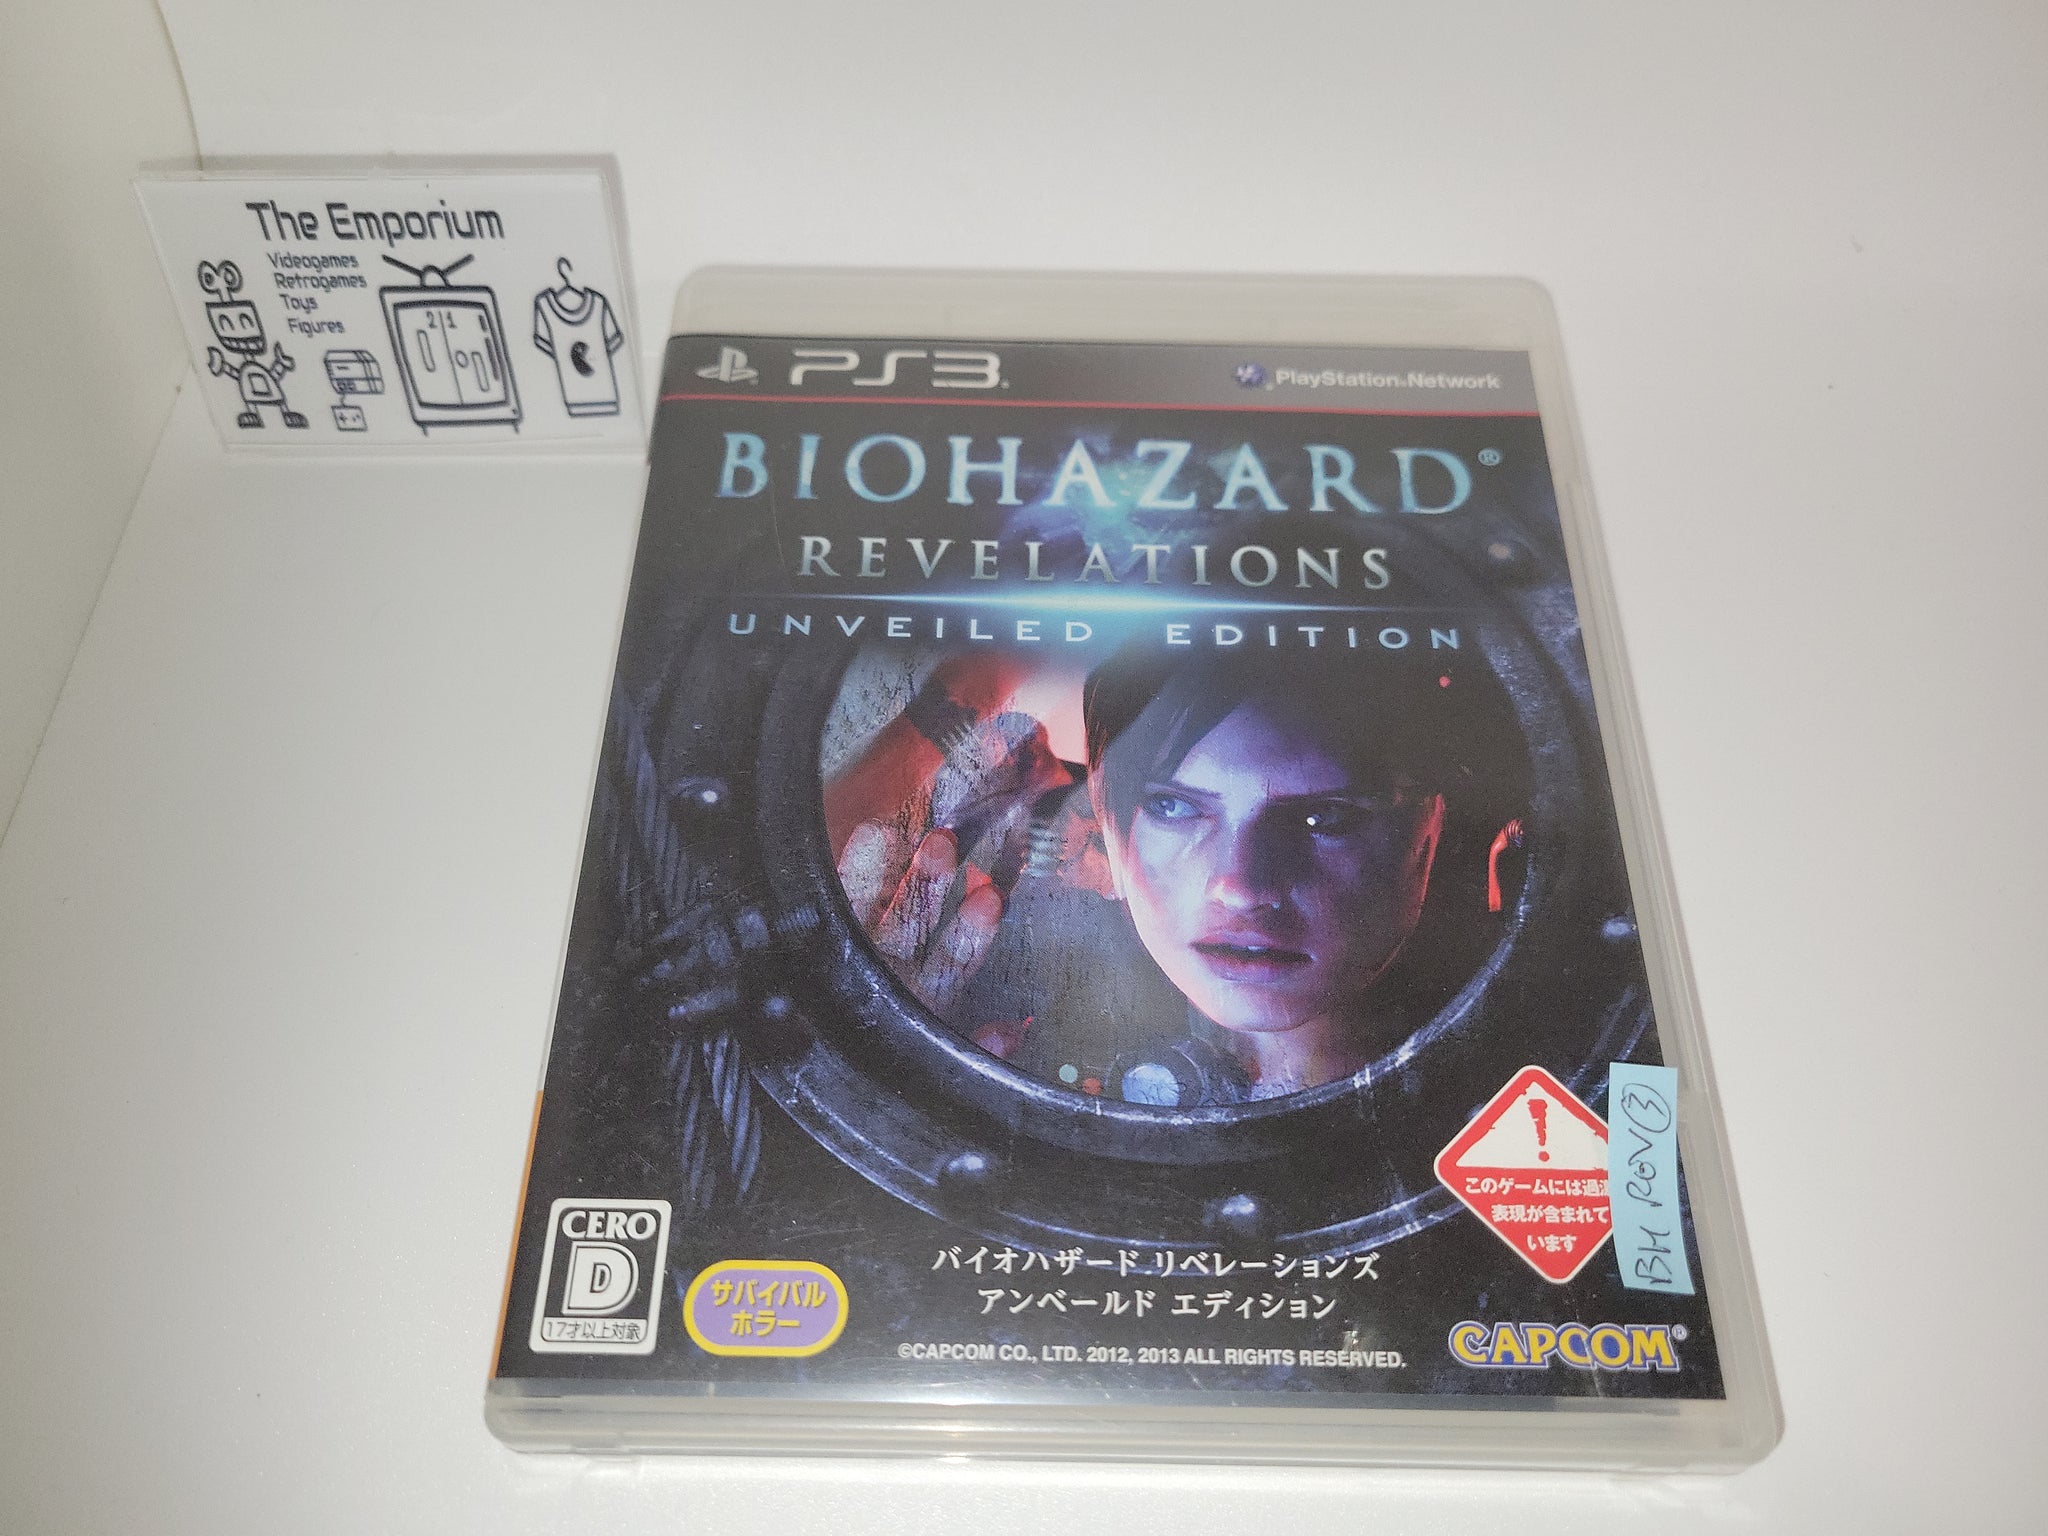 The Emporium
Videogames
Retrogames
Toys
Figures
21
PS3
PlayStation®Network
BIOHAZARD®
REVELATIONS
UNVEILED EDITION
このゲームには過激
表現が含まれて
います
BH REV ③
CERO
D
17才以上対象
サバイバル
ホラー
バイオハザード リベレーションズ
アンベールド エディション
©CAPCOM CO., LTD. 2012, 2013 ALL RIGHTS RESERVED.
CAPCOM®